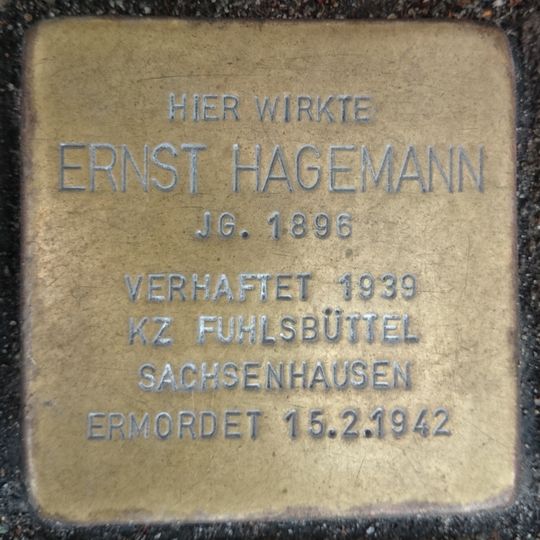 HIER WIRKTE
ERNST HAGEMANN
JG. 1896
VERHAFTET 1939
KZ FUHLSBÜTTEL
SACHSENHAUSEN
ERMORDET 15.2.1942